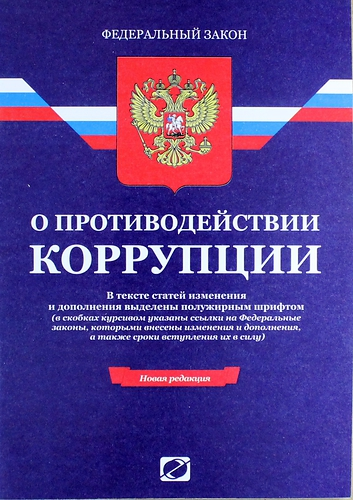 ФЕДЕРАЛЬНЫЙ ЗАКОН
О ПРОТИВОДЕЙСТВИИ
КОРРУПЦИИ
В тексте статей изменения
и дополнения выделены полужирным шрифтом
(в скобках курсивом указаны ссылки на Федеральные
законы, которыми внесены изменения и дополнения,
а также сроки вступления их в силу)
Новая редакция